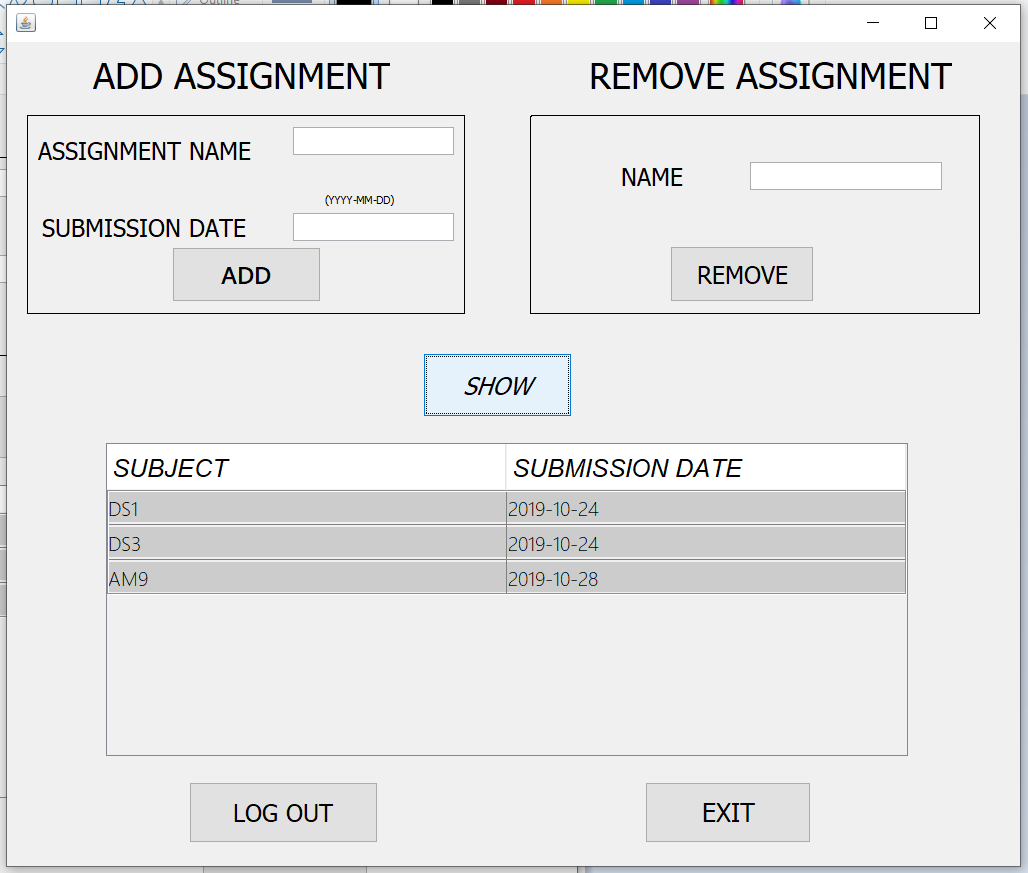 Outline
ADD ASSIGNMENT
REMOVE ASSIGNMENT
ASSIGNMENT NAME
(YYYY-MM-DD)
SUBMISSION DATE
ADD
NAME
REMOVE
SHOW
SUBJECT SUBMISSION DATE
DS1 2019-10-24
DS3 2019-10-24
AM9 2019-10-28
LOG OUT
EXIT